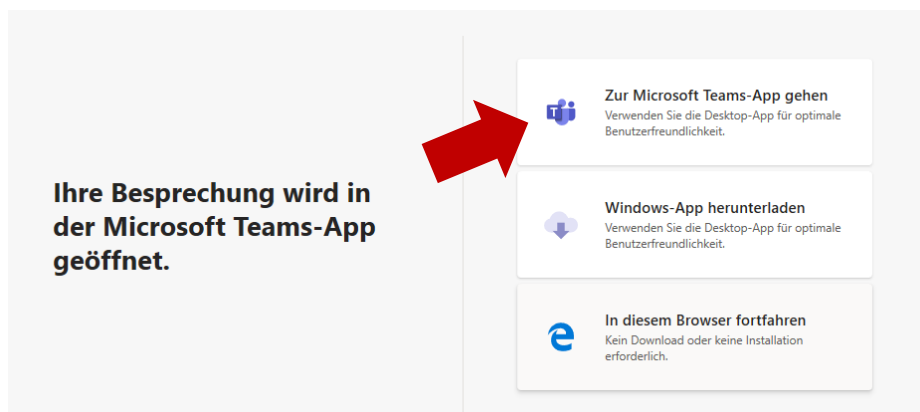 Ihre Besprechung wird in
der Microsoft Teams-App
geöffnet.
Zur Microsoft Teams-App gehen
Verwenden Sie die Desktop-App für optimale
Benutzerfreundlichkeit.
Windows-App herunterladen
Verwenden Sie die Desktop-App für optimale
Benutzerfreundlichkeit.
In diesem Browser fortfahren
Kein Download oder keine Installation
erforderlich.